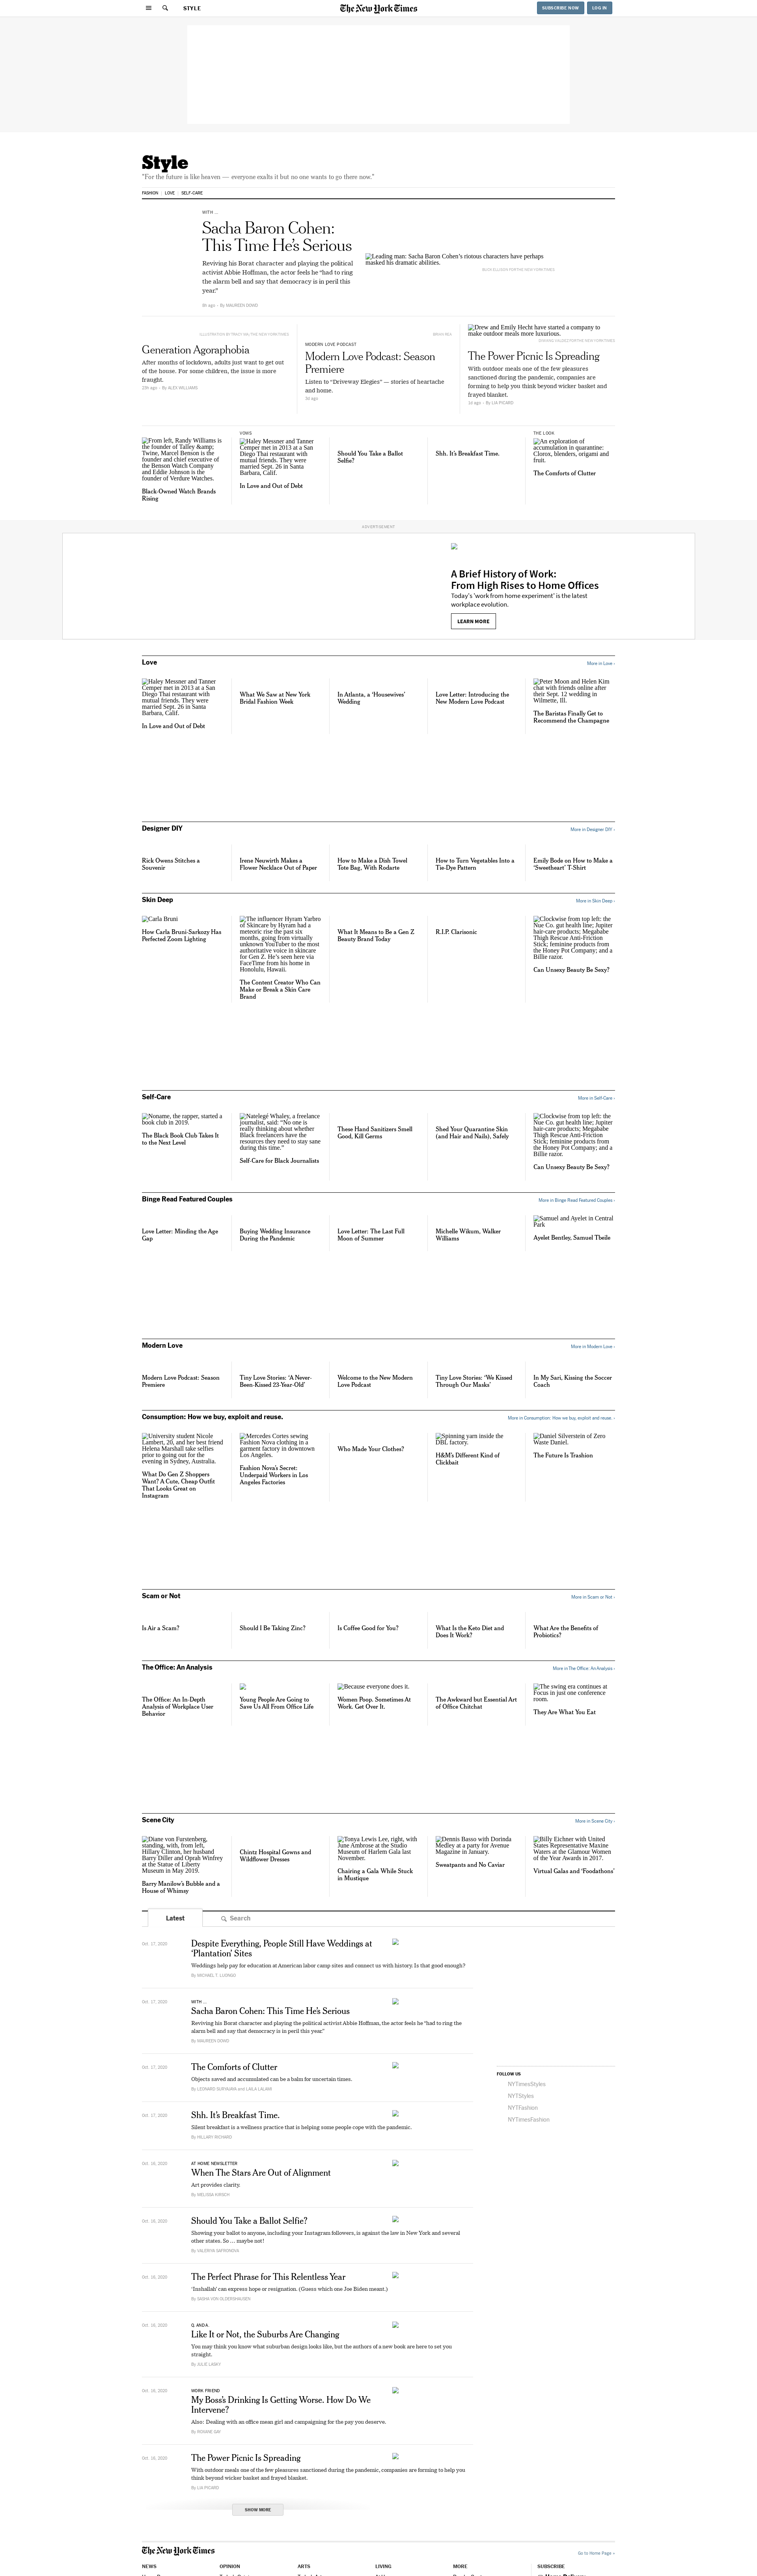 STYLE
The New York Times
SUBSCRIBE NOW
LOG IN
Style
"For the future is like heaven — everyone exalts it but no one wants to go there now."
FASHION
LOVE
SELF-CARE
WITH ...
Sacha Baron Cohen:
This Time He's Serious
Reviving his Borat character and playing the political
activist Abbie Hoffman, the actor feels he "had to ring
the alarm bell and say that democracy is in peril this
year."
By MAUREEN DOWD
Leading man: Sacha Baron Cohen's riotous characters have perhaps
masked his dramatic abilities.
Generation Agoraphobia
After months of lockdown, adults just want to get out
of the house. For some children, the issue is more
fraught.
By ALEX WILLIAMS
MODERN LOVE PODCAST
Modern Love Podcast: Season
Premiere
Listen to "Driveway Elegies" — stories of heartache
and home.
Drew and Emily Hecht have started a company to
make outdoor meals more luxurious.
The Power Picnic Is Spreading
With outdoor meals one of the few pleasures
sanctioned during the pandemic, companies are
forming to help you think beyond wicker basket and
frayed blanket.
By LIA PICARD
From left, Randy Williams is
the founder of Talley &amp;
Twine, Marcel Benson is the
founder and chief executive of
the Benson Watch Company
and Eddie Johnson is the
founder of Verdure Watches.
Black-Owned Watch Brands
Rising
VOWS
Haley Messner and Tanner
Cemper met in 2013 at a San
Diego Thai restaurant with
mutual friends. They were
married Sept. 26 in Santa
Barbara, Calif.
In Love and Out of Debt
Should You Take a Ballot
Selfie?
Shh. It's Breakfast Time.
THE LOOK
An exploration of
accumulation in quarantine:
Clorox, blenders, origami and
fruit.
The Comforts of Clutter
ADVERTISEMENT
A Brief History of Work:
From High Rises to Home Offices
Today's 'work from home experiment' is the latest
workplace evolution.
LEARN MORE
Love
More in Love ›
Haley Messner and Tanner
Cemper met in 2013 at a San
Diego Thai restaurant with
mutual friends. They were
married Sept. 26 in Santa
Barbara, Calif.
In Love and Out of Debt
What We Saw at New York
Bridal Fashion Week
In Atlanta, a 'Housewives'
Wedding
Love Letter: Introducing the
New Modern Love Podcast
Peter Moon and Helen Kim
chat with friends online after
their Sept. 12 wedding in
Wilmette, Ill.
The Baristas Finally Get to
Recommend the Champagne
Designer DIY
More in Designer DIY ›
Rick Owens Stitches a
Souvenir
Irene Neuwirth Makes a
Flower Necklace Out of Paper
How to Make a Dish Towel
Tote Bag, With Rodarte
How to Turn Vegetables Into a
Tie-Dye Pattern
Emily Bode on How to Make a
'Sweetheart' T-Shirt
Skin Deep
More in Skin Deep ›
Carla Bruni
How Carla Bruni-Sarkozy Has
Perfected Zoom Lighting
The influencer Hyram Yarbro
of Skincare by Hyram had a
meteoric rise the past six
months, going from virtually
unknown YouTuber to the most
authoritative voice in skincare
for Gen Z. He's seen here via
FaceTime from his home in
Honolulu, Hawaii.
The Content Creator Who Can
Make or Break a Skin Care
Brand
What It Means to Be a Gen Z
Beauty Brand Today
R.I.P. Clarisonic
Clockwise from top left: the
Nue Co. gut health line; Jupiter
hair-care products; Megababe
Thigh Rescue Anti-Friction
Stick; feminine products from
the Honey Pot Company; and a
Billie razor.
Can Unsexy Beauty Be Sexy?
Self-Care
More in Self-Care ›
Noname, the rapper, started a
book club in 2019.
The Black Book Club Takes It
to the Next Level
Natelegé Whaley, a freelance
journalist, said: "No one is
really thinking about whether
Black freelancers have the
resources they need to stay sane
during this time."
Self-Care for Black Journalists
These Hand Sanitizers Smell
Good, Kill Germs
Shed Your Quarantine Skin
(and Hair and Nails), Safely
Clockwise from top left: the
Nue Co. gut health line; Jupiter
hair-care products; Megababe
Thigh Rescue Anti-Friction
Stick; feminine products from
the Honey Pot Company; and a
Billie razor.
Can Unsexy Beauty Be Sexy?
Binge Read Featured Couples
More in Binge Read Featured Couples ›
Love Letter: Minding the Age
Gap
Buying Wedding Insurance
During the Pandemic
Love Letter: The Last Full
Moon of Summer
Michelle Wikum, Walker
Williams
Samuel and Ayelet in Central
Park
Ayelet Bentley, Samuel Tbeile
Modern Love
More in Modern Love ›
Modern Love Podcast: Season
Premiere
Tiny Love Stories: 'A Never-
Been-Kissed 23-Year-Old'
Welcome to the New Modern
Love Podcast
Tiny Love Stories: 'We Kissed
Through Our Masks'
In My Sari, Kissing the Soccer
Coach
Consumption: How we buy, exploit and reuse.
More in Consumption: How we buy, exploit and reuse. ›
University student Nicole
Lambert, 20, and her best friend
Helena Marshall take selfies
prior to going out for the
evening in Sydney, Australia.
What Do Gen Z Shoppers
Want? A Cute, Cheap Outfit
That Looks Great on
Instagram
Mercedes Cortes sewing
Fashion Nova clothing in a
garment factory in downtown
Los Angeles.
Fashion Nova's Secret:
Underpaid Workers in Los
Angeles Factories
Who Made Your Clothes?
Spinning yarn inside the
DBL factory.
H&M's Different Kind of
Clickbait
Daniel Silverstein of Zero
Waste Daniel.
The Future Is Trashion
Scam or Not
More in Scam or Not ›
Is Air a Scam?
Should I Be Taking Zinc?
Is Coffee Good for You?
What Is the Keto Diet and
Does It Work?
What Are the Benefits of
Probiotics?
The Office: An Analysis
More in The Office: An Analysis ›
The Office: An In-Depth
Analysis of Workplace User
Behavior
Young People Are Going to
Save Us All From Office Life
Because everyone does it.
Women Poop. Sometimes At
Work. Get Over It.
The Awkward but Essential Art
of Office Chitchat
The swing era continues at
Focus in just one conference
room.
They Are What You Eat
Scene City
More in Scene City ›
Diane von Furstenberg,
standing, with, from left,
Hillary Clinton, her husband
Barry Diller and Oprah Winfrey
at the Statue of Liberty
Museum in May 2019.
Barry Manilow's Bubble and a
House of Whimsy
Chintz Hospital Gowns and
Wildflower Dresses
Tonya Lewis Lee, right, with
Jane Ambrose at the Studio
Museum of Harlem Gala last
November.
Chairing a Gala While Stuck
in Mustique
Dennis Basso with Dorinda
Medley at a party for Avenue
Magazine in January.
Sweatpants and No Caviar
Billy Eichner with United
States Representative Maxine
Waters at the Glamour Women
of the Year Awards in 2017.
Virtual Galas and 'Foodathons'
Latest
Search
Oct. 17, 2020
Despite Everything, People Still Have Weddings at
'Plantation' Sites
Weddings help pay for education at American labor camp sites and connect us with history. Is that good enough?
By MICHAEL T. LUONGO
Oct. 17, 2020
WITH ...
Sacha Baron Cohen: This Time He's Serious
Reviving his Borat character and playing the political activist Abbie Hoffman, the actor feels he "had to ring the
alarm bell and say that democracy is in peril this year."
By MAUREEN DOWD
Oct. 17, 2020
The Comforts of Clutter
Objects saved and accumulated can be a balm for uncertain times.
By LEONARD SUYRJAYA and LAILA LALAMI
Oct. 17, 2020
Shh. It's Breakfast Time.
Silent breakfast is a wellness practice that is helping some people cope with the pandemic.
By HILLARY RICHARD
Oct. 16, 2020
AT HOME NEWSLETTER
When The Stars Are Out of Alignment
Art provides clarity.
By MELISSA KIRSCH
Oct. 16, 2020
Should You Take a Ballot Selfie?
Showing your ballot to anyone, including your Instagram followers, is against the law in New York and several
other states. So … maybe not!
By VALERIYA SAFRONOVA
Oct. 16, 2020
The Perfect Phrase for This Relentless Year
'Inshallah' can express hope or resignation. (Guess which one Joe Biden meant.)
Oct. 16, 2020
Q. AND A.
Like It or Not, the Suburbs Are Changing
You may think you know what suburban design looks like, but the authors of a new book are here to set you
straight.
By JULIE LASKY
Oct. 16, 2020
WORK FRIEND
My Boss's Drinking Is Getting Worse. How Do We
Intervene?
Also: Dealing with an office mean girl and campaigning for the pay you deserve.
By ROXANE GAY
Oct. 16, 2020
The Power Picnic Is Spreading
With outdoor meals one of the few pleasures sanctioned during the pandemic, companies are forming to help you
think beyond wicker basket and frayed blanket.
By LIA PICARD
SHOW MORE
FOLLOW US
NYTimesStyles
NYTStyles
NYTFashion
NYTimesFashion
The New York Times
Go to Home Page »
NEWS
OPINION
ARTS
LIVING
MORE
SUBSCRIBE